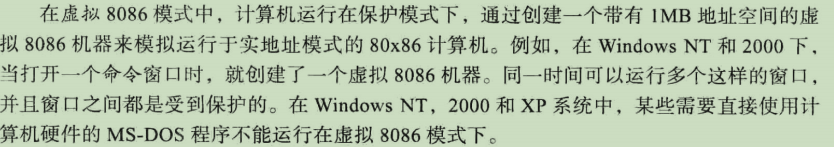 在虚拟 8086 模式中，计算机运行在保护模式下，通过创建一个带有 1MB 地址空间的虚
拟 8086 机器来模拟运行于实地址模式的 80x86 计算机。例如，在 Windows NT 和 2000 下，
当打开一个命令窗口时，就创建了一个虚拟 8086 机器。同一时间可以运行多个这样的窗口，
并且窗口之间都是受到保护的。在 Windows NT，2000 和 XP 系统中，某些需要直接使用计
算机硬件的 MS-DOS 程序不能运行在虚拟 8086 模式下。